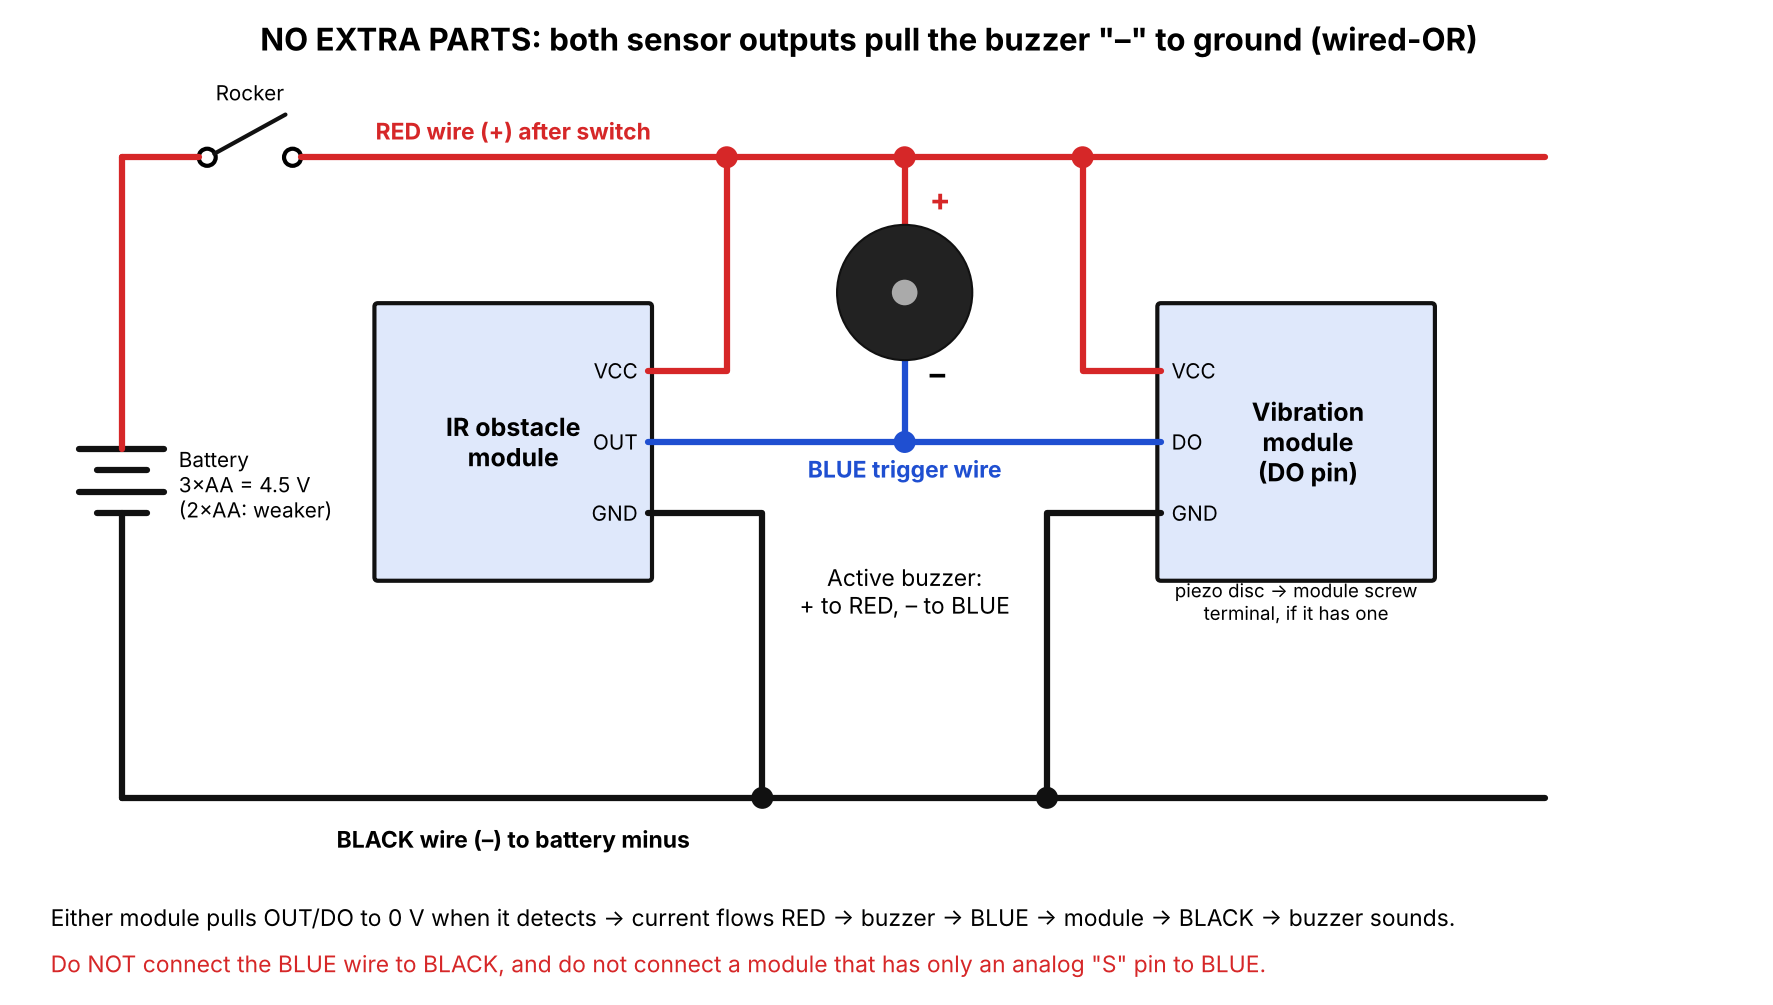 NO EXTRA PARTS: both sensor outputs pull the buzzer "–" to ground (wired-OR)
Rocker
RED wire (+) after switch
+
–
VCC
IR obstacle
module
OUT
GND
VCC
Vibration
module
(DO pin)
DO
GND
BLUE trigger wire
Battery
3×AA = 4.5 V
(2×AA: weaker)
Active buzzer:
+ to RED, – to BLUE
piezo disc → module screw
terminal, if it has one
BLACK wire (–) to battery minus
Either module pulls OUT/DO to 0 V when it detects → current flows RED → buzzer → BLUE → module → BLACK → buzzer sounds.
Do NOT connect the BLUE wire to BLACK, and do not connect a module that has only an analog "S" pin to BLUE.